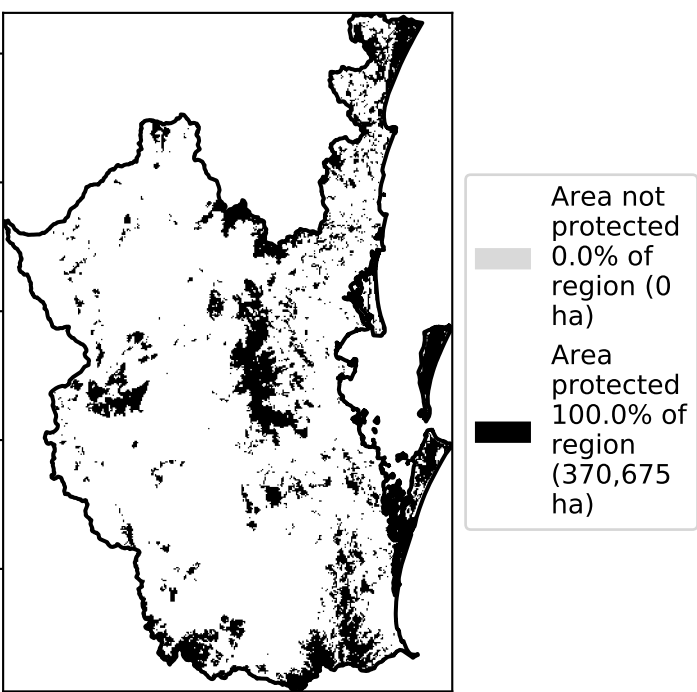 Area not
protected
0.0% of
region (0
ha)
Area
protected
100.0% of
region
(370,675
ha)